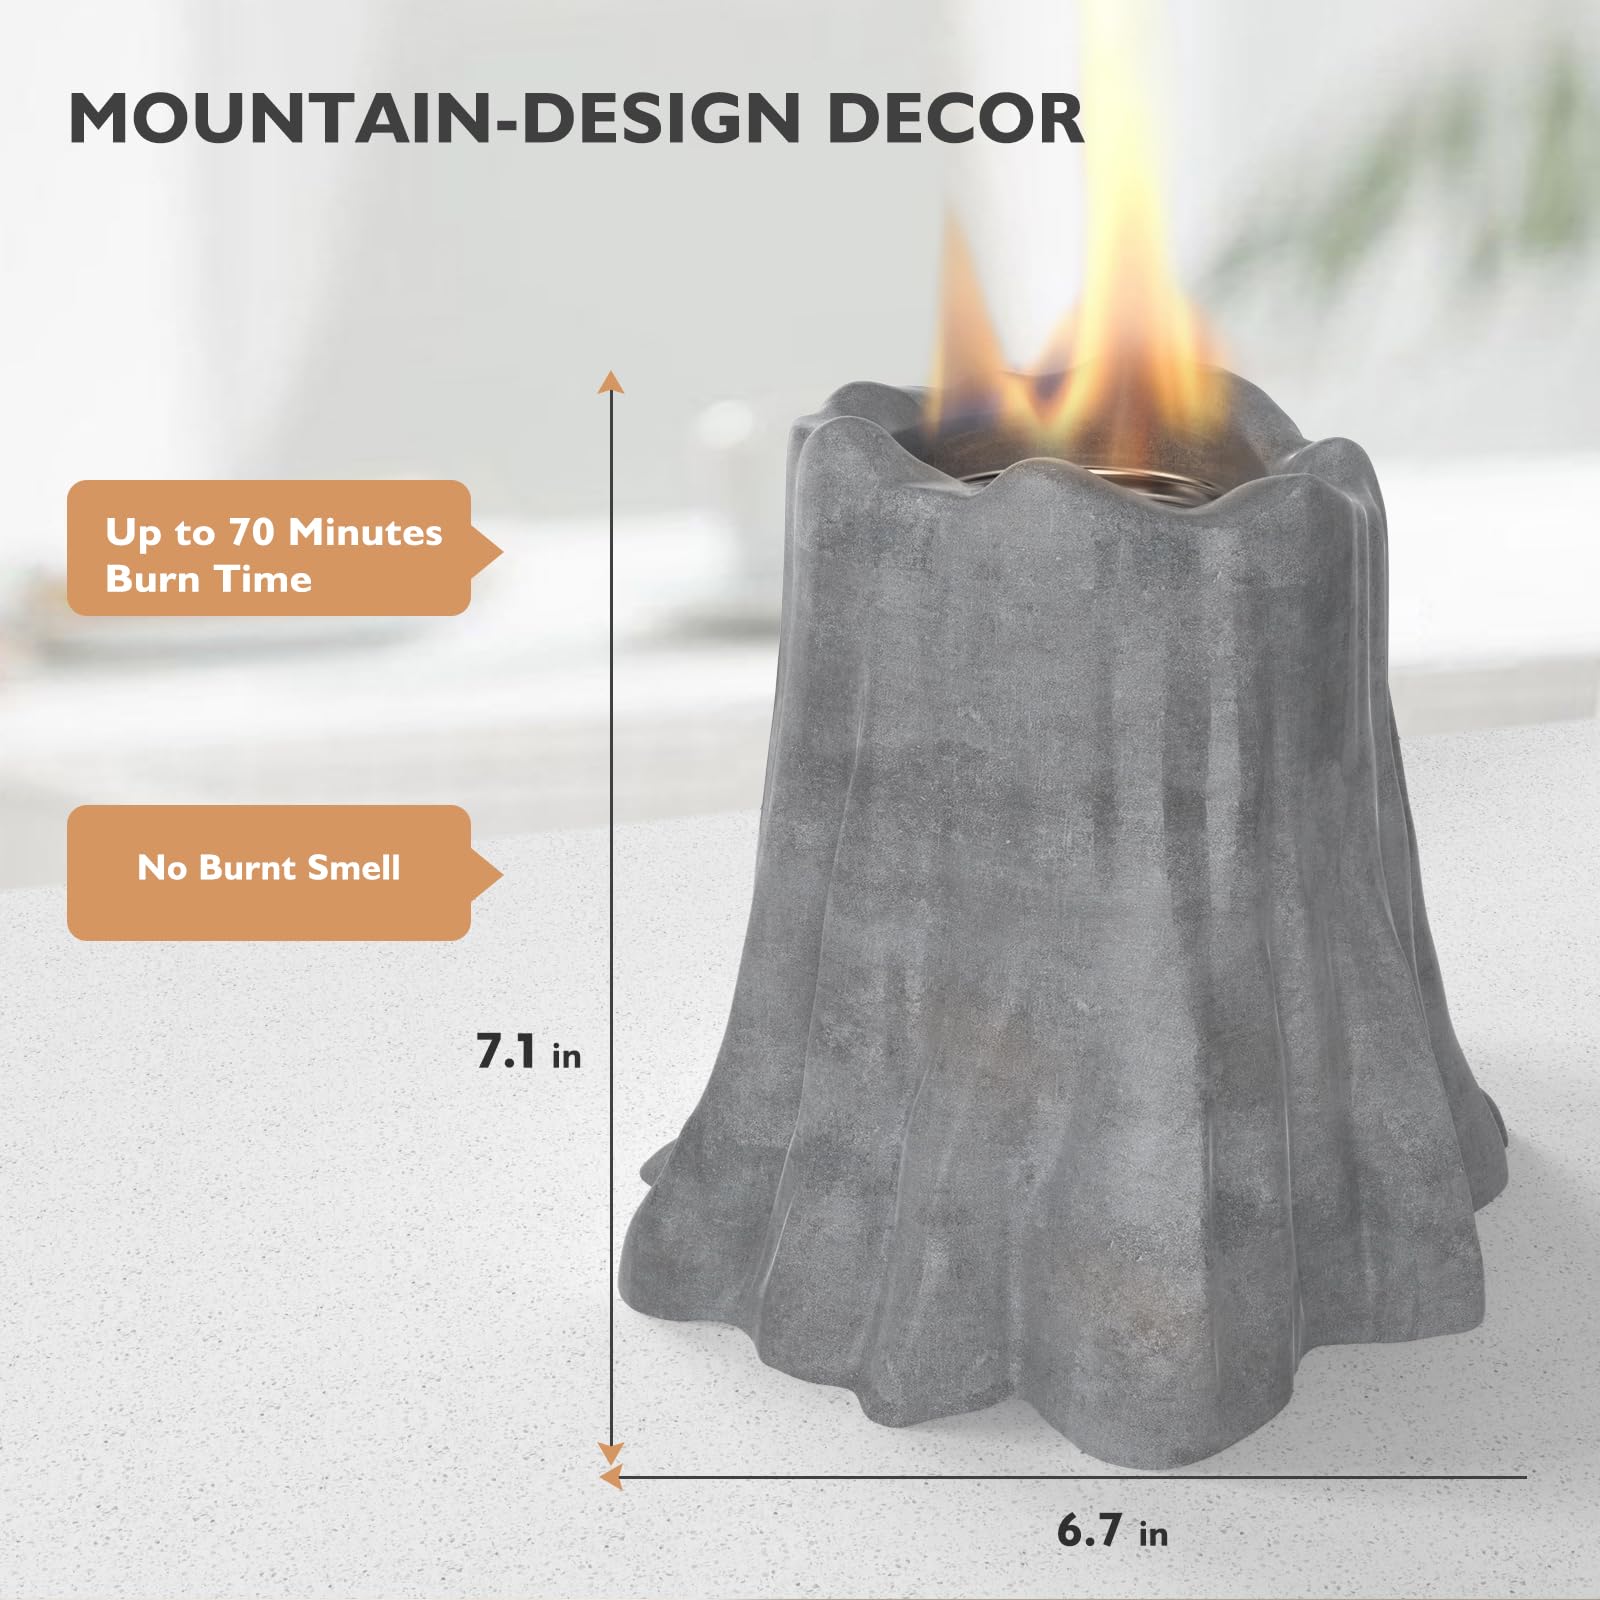 MOUNTAIN-DESIGN DECOR
Up to 70 Minutes
Burn Time
No Burnt Smell
7.1 in
6.7 in